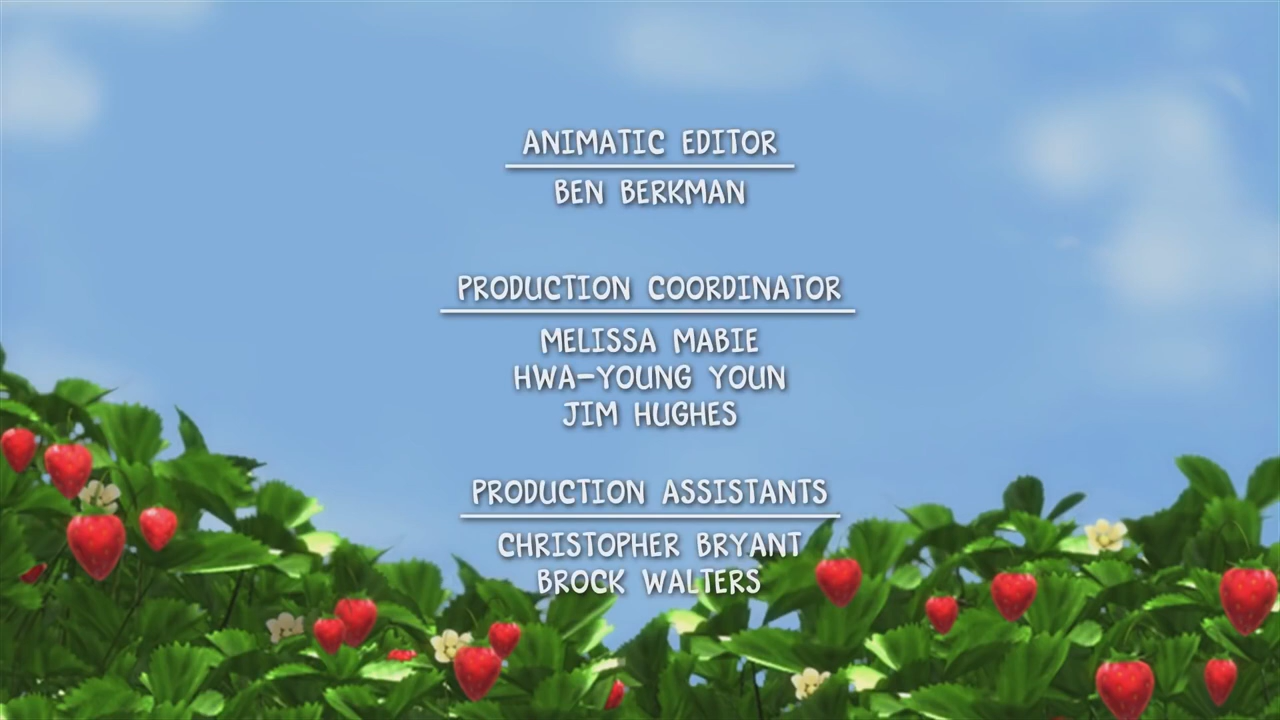 ANIMATIC EDITOR
BEN BERKMAN
PRODUCTION COORDINATOR
MELISSA MABIE
HWA-YOUNG YOUN
JIM HUGHES
PRODUCTION ASSISTANTS
CHRISTOPHER BRYANT
BROCK WALTERS